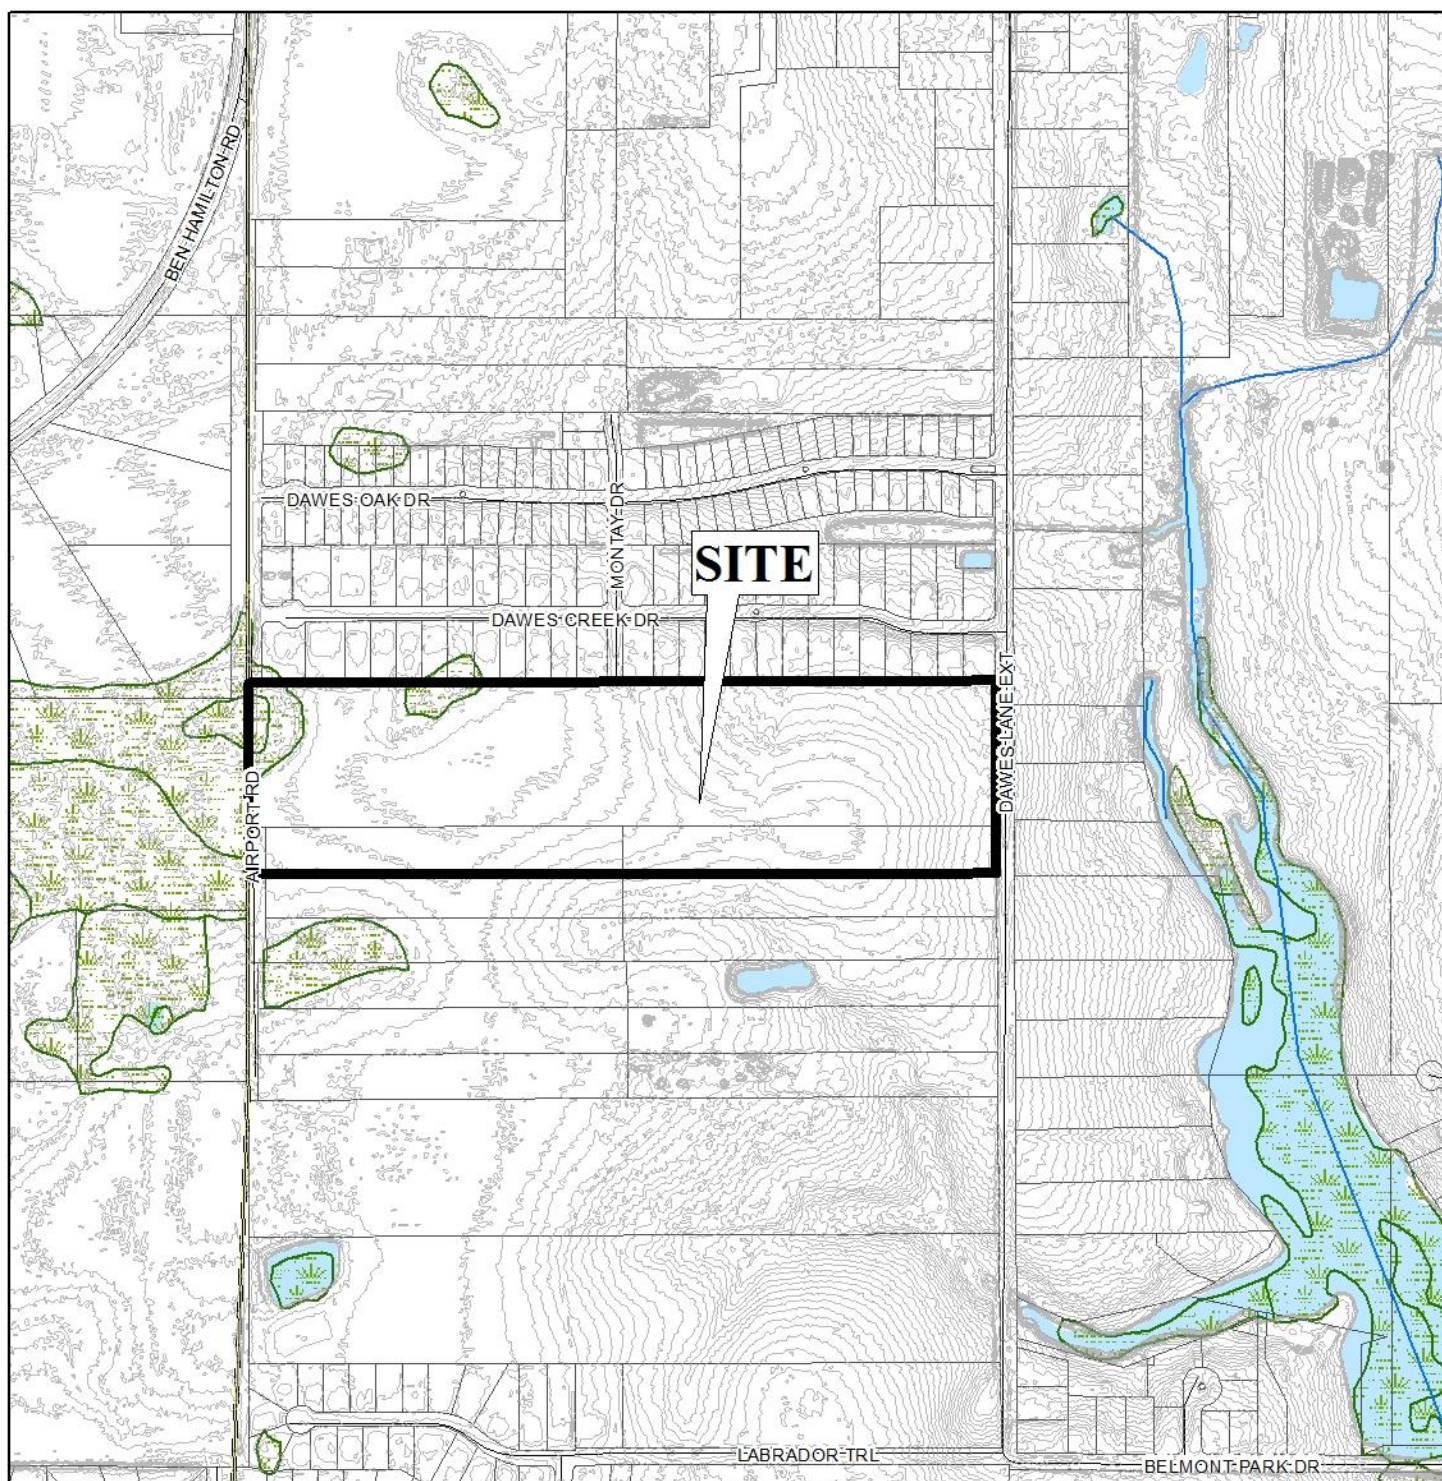 BEN HAMILTON RD
DAWES OAK DR
MONTAY DR
SITE
DAWES CREEK DR
DAWES LANE EXT
AIRPORT RD
LABRADOR TRL
BELMONT PARK DR